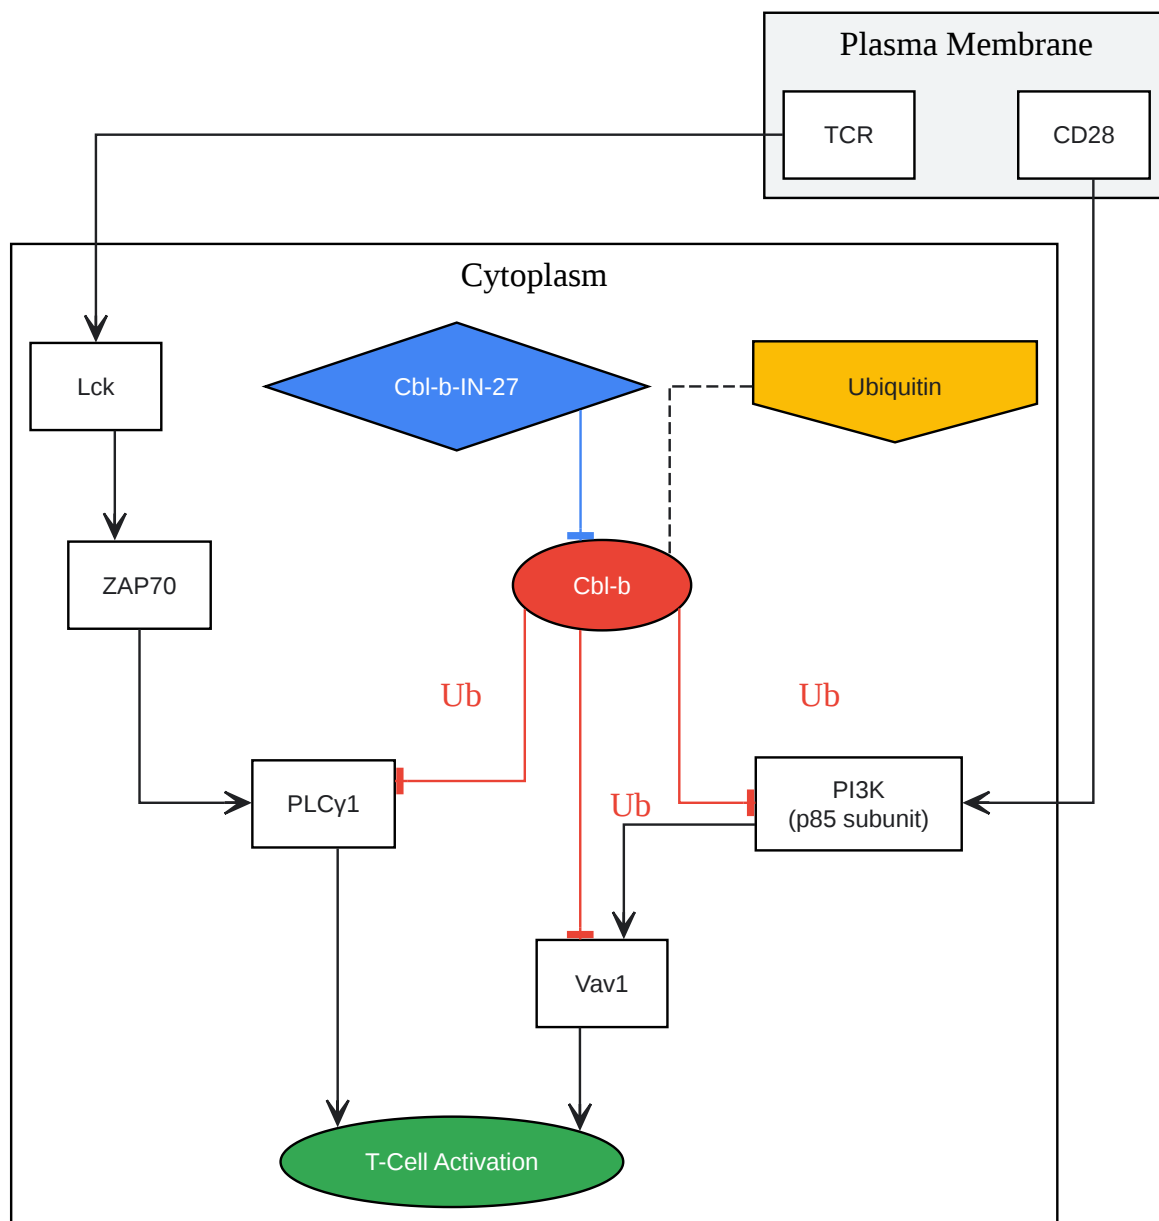 Plasma Membrane
TCR
CD28
Cytoplasm
Lck
Cbl-b-IN-27
Ubiquitin
ZAP70
Cbl-b
Ub
Ub
PLCγ1
Ub
PI3K
(p85 subunit)
Vav1
T-Cell Activation